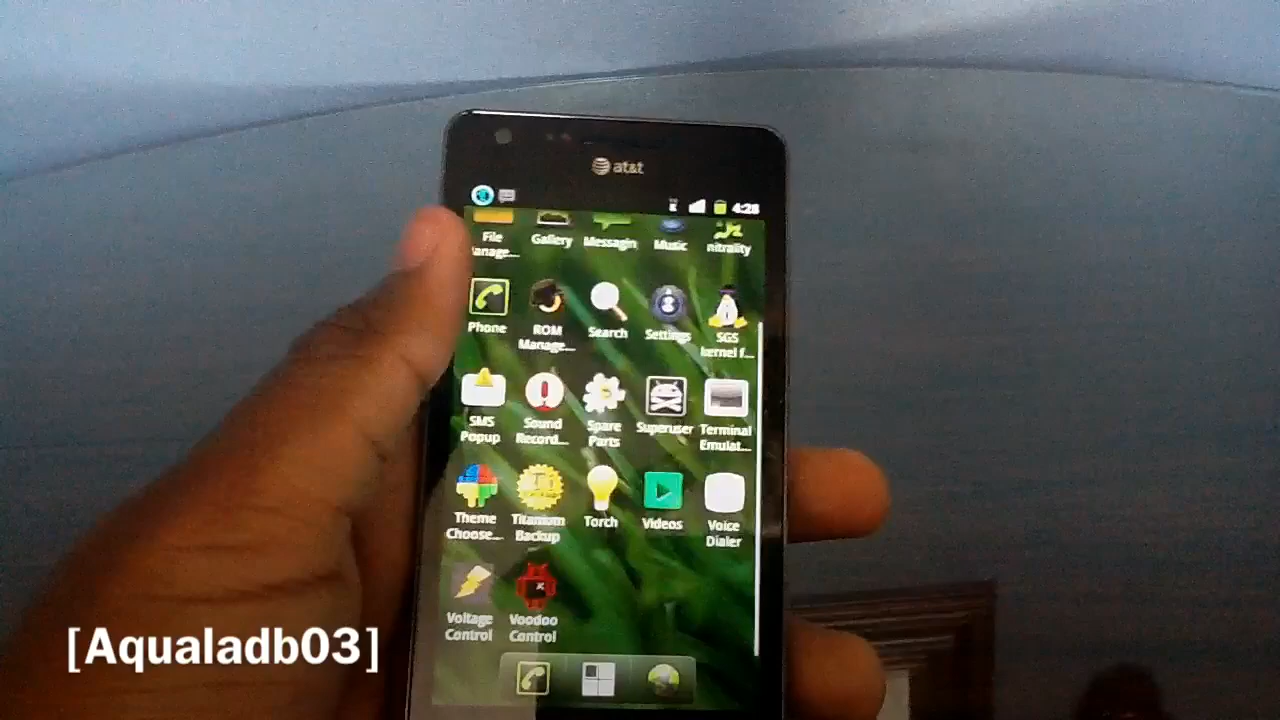 at&t
4:28
File
anage...
Gallery
Messagin
Music
nitrality
Phone
ROM
Manage...
Search
Settings
SGS
kernel f...
SMS
Popup
Sound
Record...
Spare
Parts
Superuser
Terminal
Emulat...
Theme
Choose...
Titanium
Backup
Torch
Videos
Voice
Dialer
Voltage
Control
Voodoo
Control
[Aqualadb03]